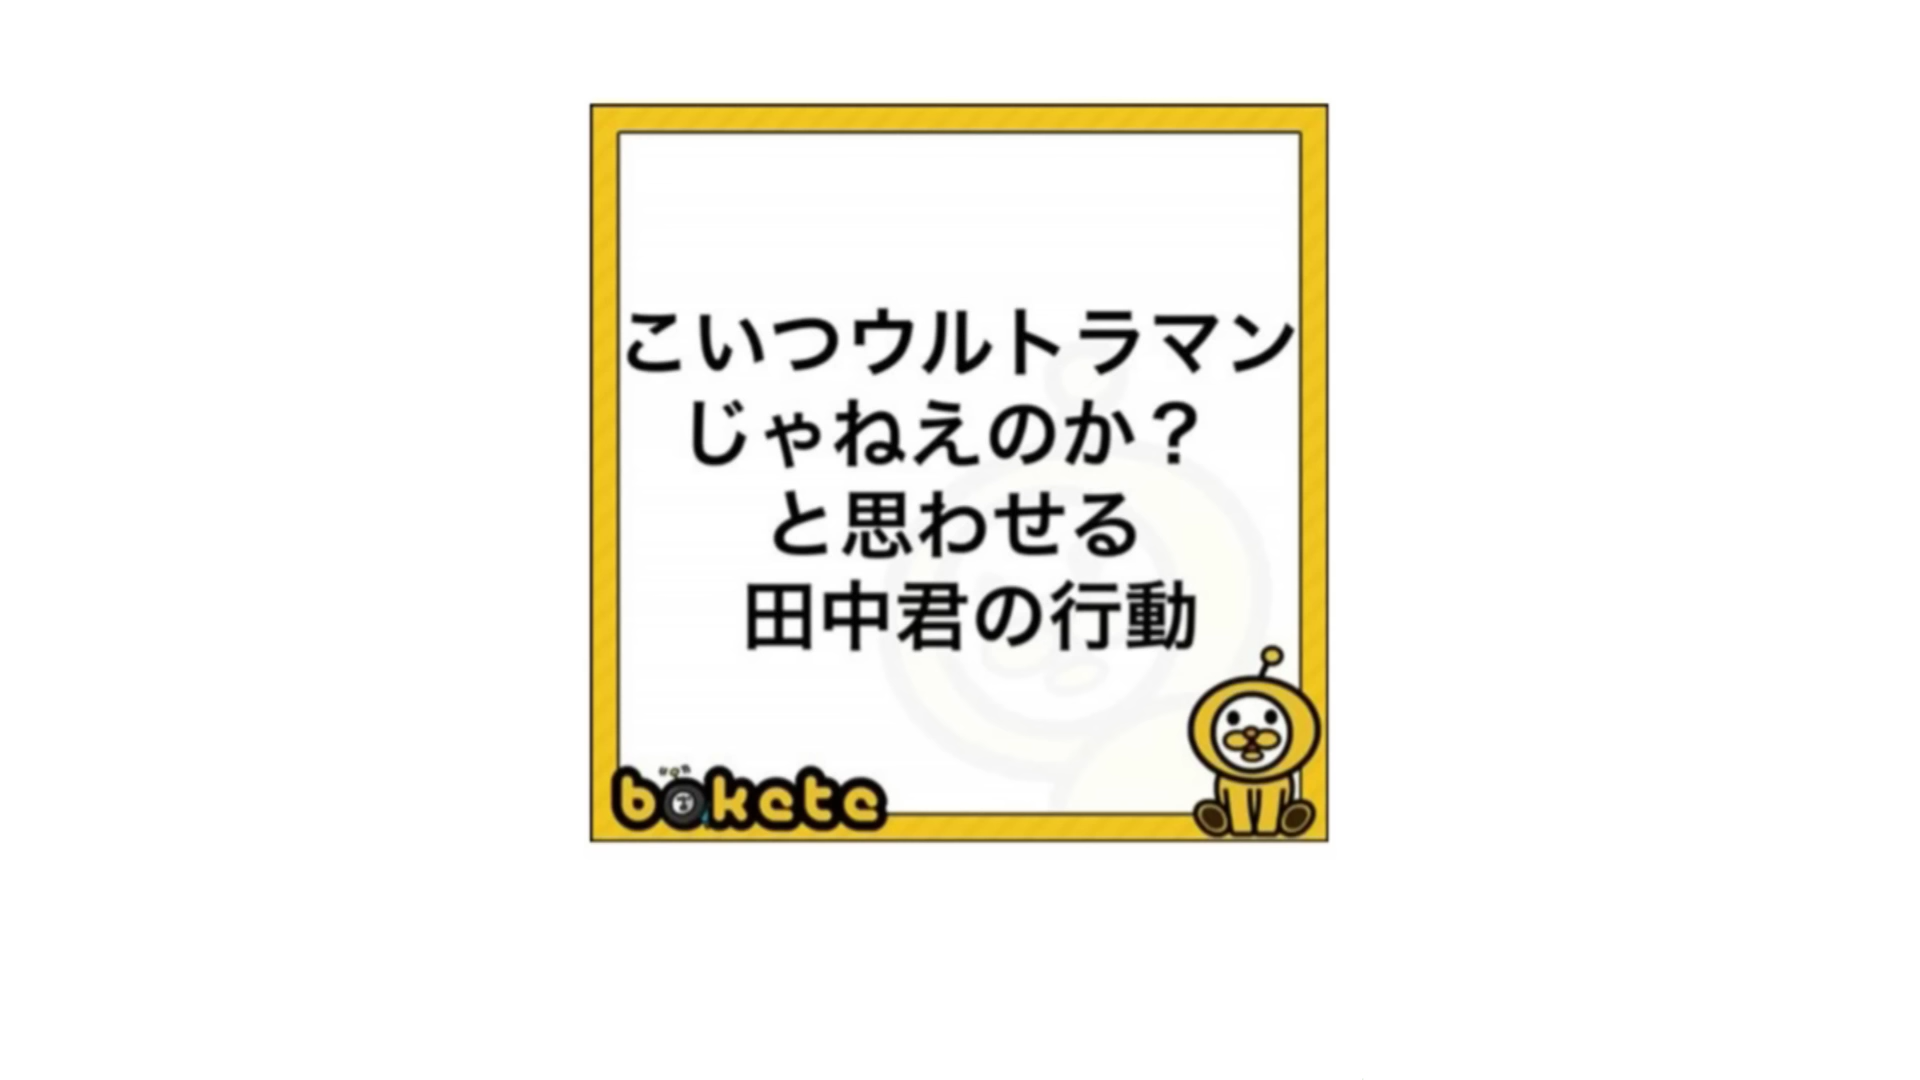 こいつウルトラマン
じゃねえのか？
と思わせる
田中君の行動
bokete